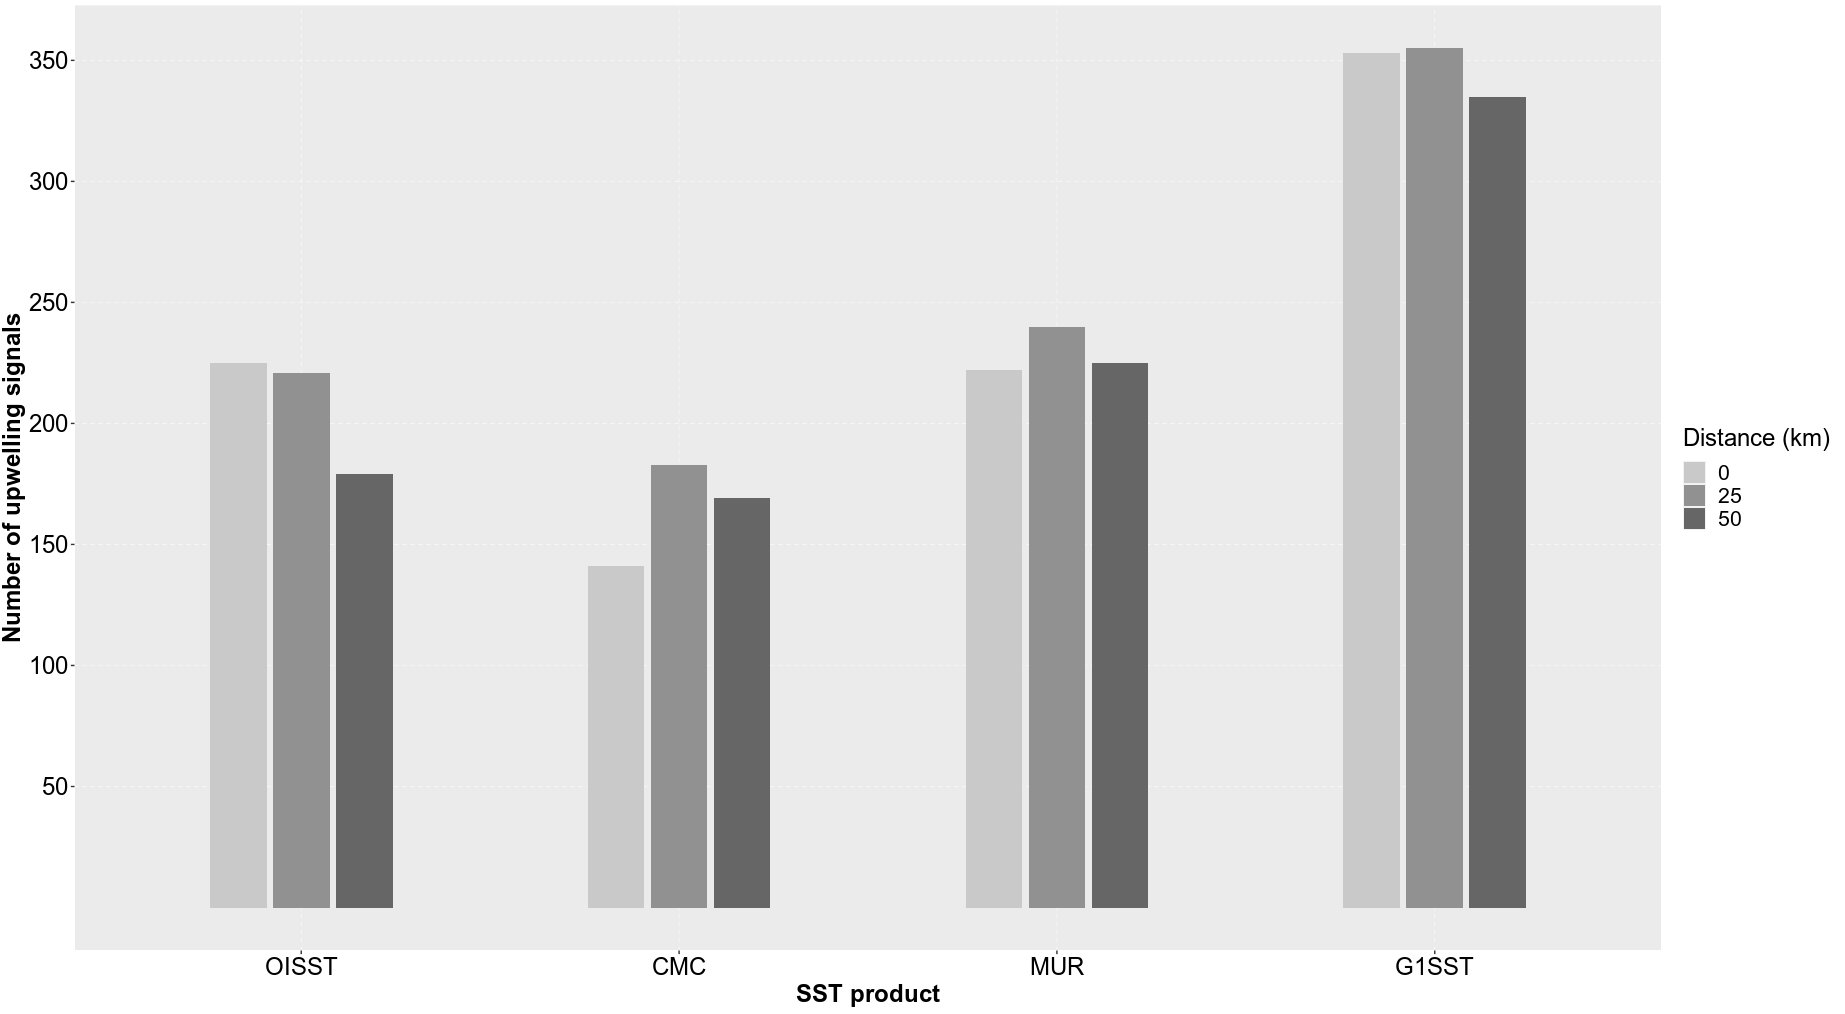 Number of upwelling signals
350
300
250
200
150
100
50
OISST
CMC
MUR
G1SST
SST product
Distance (km)
0
25
50